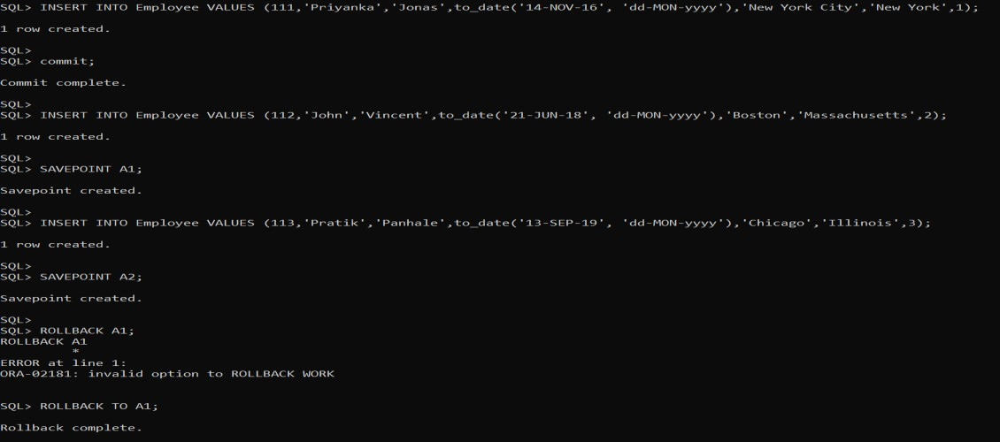 SQL> INSERT INTO Employee VALUES (111,'Priyanka','Jonas',to_date('14-NOV-16', 'dd-MON-yyyy'),'New York City','New York',1);
1 row created.
SQL>
SQL> commit;
Commit complete.
SQL>
SQL> INSERT INTO Employee VALUES (112,'John','Vincent',to_date('21-JUN-18', 'dd-MON-yyyy'),'Boston','Massachusetts',2);
1 row created.
SQL>
SQL> SAVEPOINT A1;
Savepoint created.
SQL>
SQL> INSERT INTO Employee VALUES (113,'Pratik','Panhale',to_date('13-SEP-19', 'dd-MON-yyyy'),'Chicago','Illinois',3);
1 row created.
SQL>
SQL> SAVEPOINT A2;
Savepoint created.
SQL>
SQL> ROLLBACK A1;
ROLLBACK A1
*
ERROR at line 1:
ORA-02181: invalid option to ROLLBACK WORK
SQL> ROLLBACK TO A1;
Rollback complete.